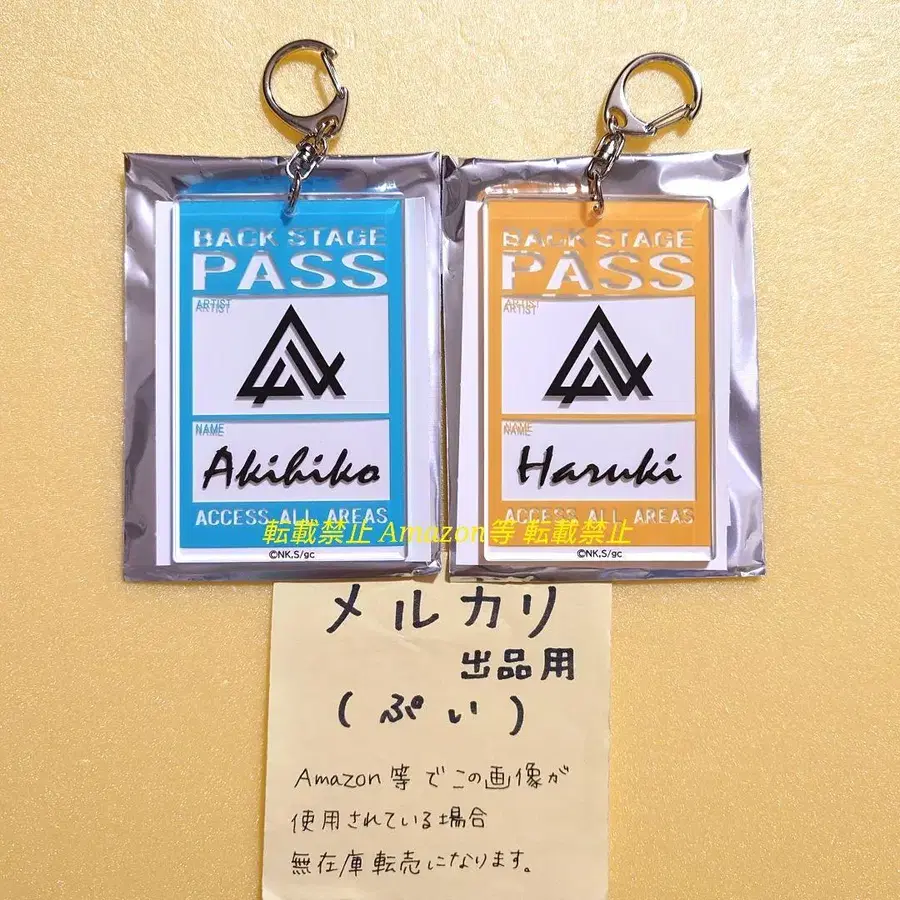 BACK STAGE
PASS
ARTIST
NAME
Akihiko
ACCESS ALL AREAS
©NK,S/gc
BACK STAGE
PASS
ARTIST
NAME
Haruki
ACCESS ALL AREAS
©NK,S/gc
転載禁止 Amazon等 転載禁止
メルカリ
出品用
(ぷい)
Amazon等でこの画像が
使用されている場合
無在庫転売になります。